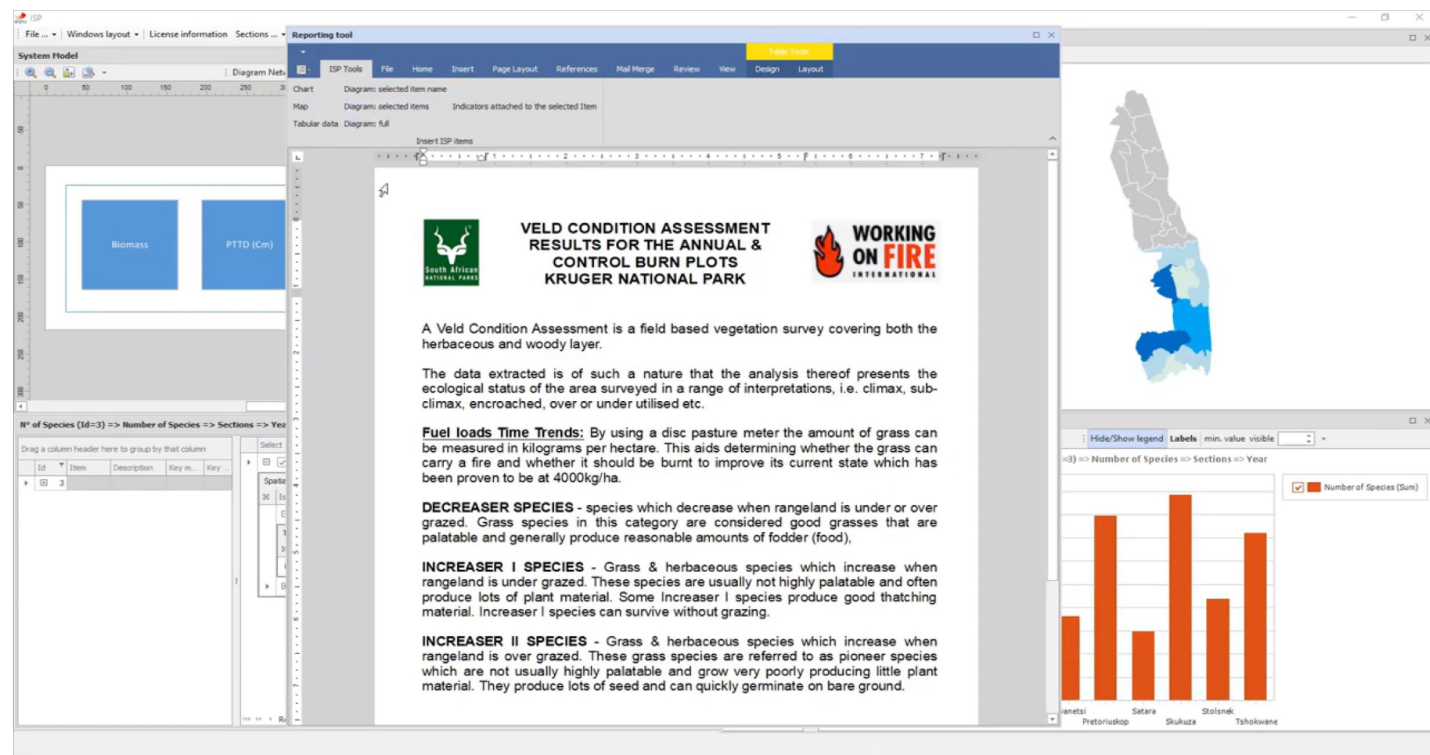 ISP
File ...
Windows layout
License information
Sections ...
System Model
Diagram
0 50 100 150 200 250
Biomass
PTTD (Cm)
Nº of Species (Id=3) => Number of Species => Sections => Yea
Drag a column header here to group by that column
Id Item Description Key m... Key ...
3
Select
Reporting tool
Table Tools
ISP Tools File Home Insert Page Layout References Mail Merge Review View Design Layout
Chart Diagram: selected item name
Map Diagram: selected items Indicators attached to the selected Item
Tabular data Diagram: full
Insert ISP items
South African
NATIONAL PARKS
VELD CONDITION ASSESSMENT
RESULTS FOR THE ANNUAL &
CONTROL BURN PLOTS
KRUGER NATIONAL PARK
WORKING
ON FIRE
INTERNATIONAL
A Veld Condition Assessment is a field based vegetation survey covering both the
herbaceous and woody layer.
The data extracted is of such a nature that the analysis thereof presents the
ecological status of the area surveyed in a range of interpretations, i.e. climax, sub-
climax, encroached, over or under utilised etc.
Fuel loads Time Trends: By using a disc pasture meter the amount of grass can
be measured in kilograms per hectare. This aids determining whether the grass can
carry a fire and whether it should be burnt to improve its current state which has
been proven to be at 4000kg/ha.
DECREASER SPECIES - species which decrease when rangeland is under or over
grazed. Grass species in this category are considered good grasses that are
palatable and generally produce reasonable amounts of fodder (food),
INCREASER I SPECIES - Grass & herbaceous species which increase when
rangeland is under grazed. These species are usually not highly palatable and often
produce lots of plant material. Some Increaser I species produce good thatching
material. Increaser I species can survive without grazing.
INCREASER II SPECIES - Grass & herbaceous species which increase when
rangeland is over grazed. These grass species are referred to as pioneer species
which are not usually highly palatable and grow very poorly producing little plant
material. They produce lots of seed and can quickly germinate on bare ground.
Hide/Show legend Labels min. value visible
=3) => Number of Species => Sections => Year
Number of Species (Sum)
anetsi
Pretoriuskop
Satara
Skukuza
Stolsnek
Tshokwane